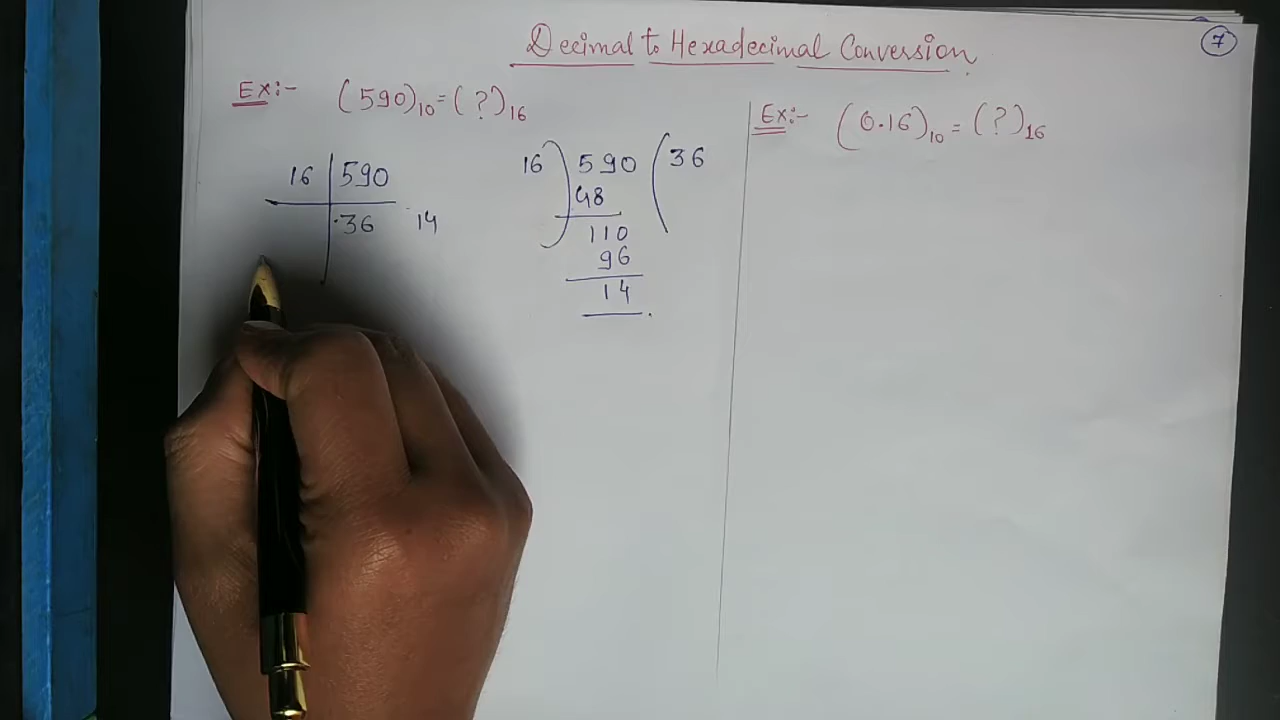 Decimal to Hexadecimal Conversion.
7
Ex:- (590)10 = (?)16
16 590
36 14
16 ) 590 ( 36
48
110
96
14
Ex:- (0.16)10 = (?)16